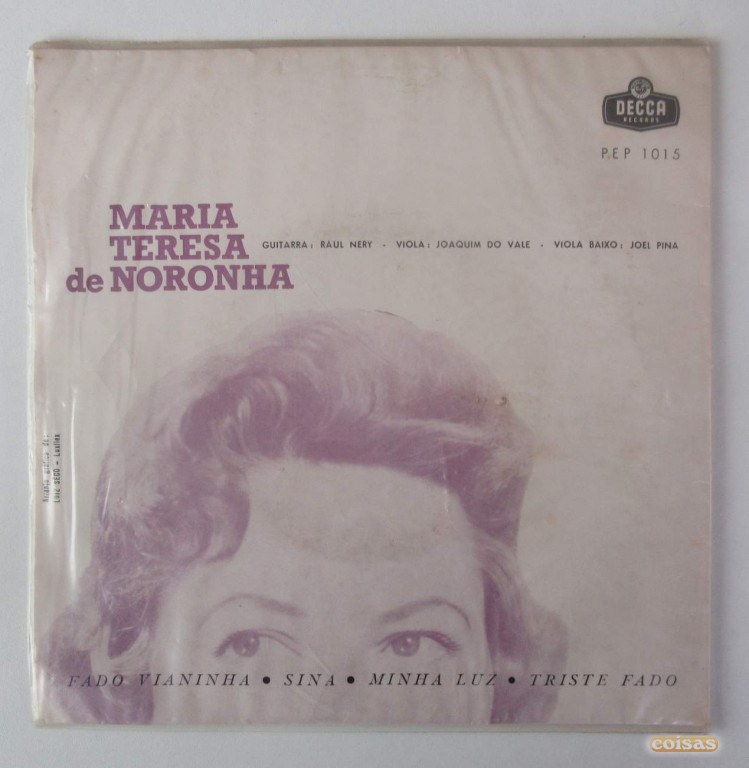 DECCA
RECORDS
PEP 1015
MARIA
TERESA
de NORONHA
GUITARRA: RAUL NERY - VIOLA: JOAQUIM DO VALE - VIOLA BAIXO: JOEL PINA
FADO VIANINHA • SINA • MINHA LUZ • TRISTE FADO
coisas